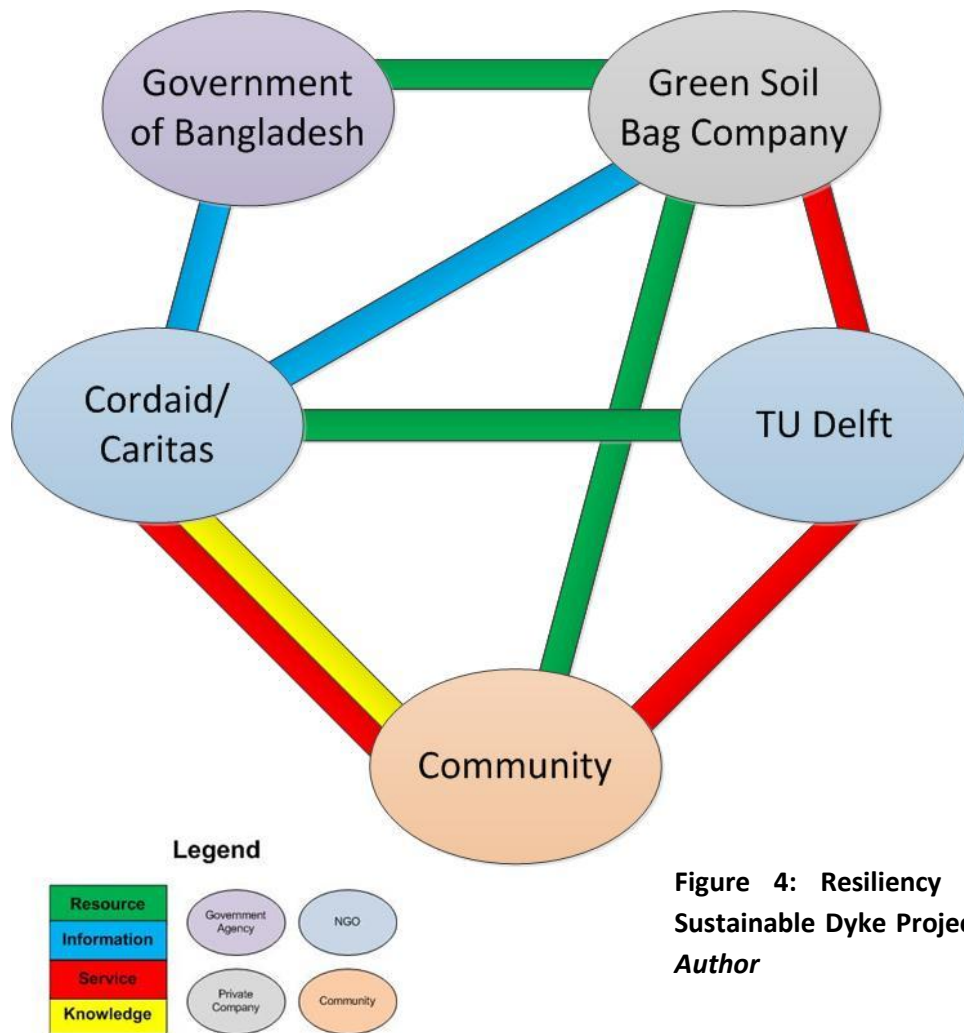 Government
of Bangladesh
Green Soil
Bag Company
Cordaid/
Caritas
TU Delft
Community
Legend
Resource
Information
Service
Knowledge
Government
Agency
NGO
Private
Company
Community
Figure 4: Resiliency
Sustainable Dyke Projec
Author